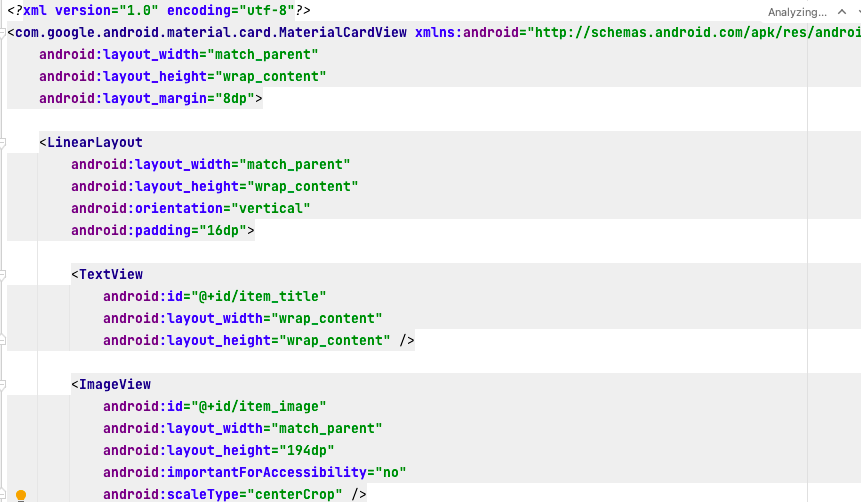 <?xml version="1.0" encoding="utf-8"?>
Analyzing...
<com.google.android.material.card.MaterialCardView xmlns:android="http://schemas.android.com/apk/res/androi
android:layout_width="match_parent"
android:layout_height="wrap_content"
android:layout_margin="8dp">
<LinearLayout
android:layout_width="match_parent"
android:layout_height="wrap_content"
android:orientation="vertical"
android:padding="16dp">
<TextView
android:id="@+id/item_title"
android:layout_width="wrap_content"
android:layout_height="wrap_content" />
<ImageView
android:id="@+id/item_image"
android:layout_width="match_parent"
android:layout_height="194dp"
android:importantForAccessibility="no"
android:scaleType="centerCrop" />